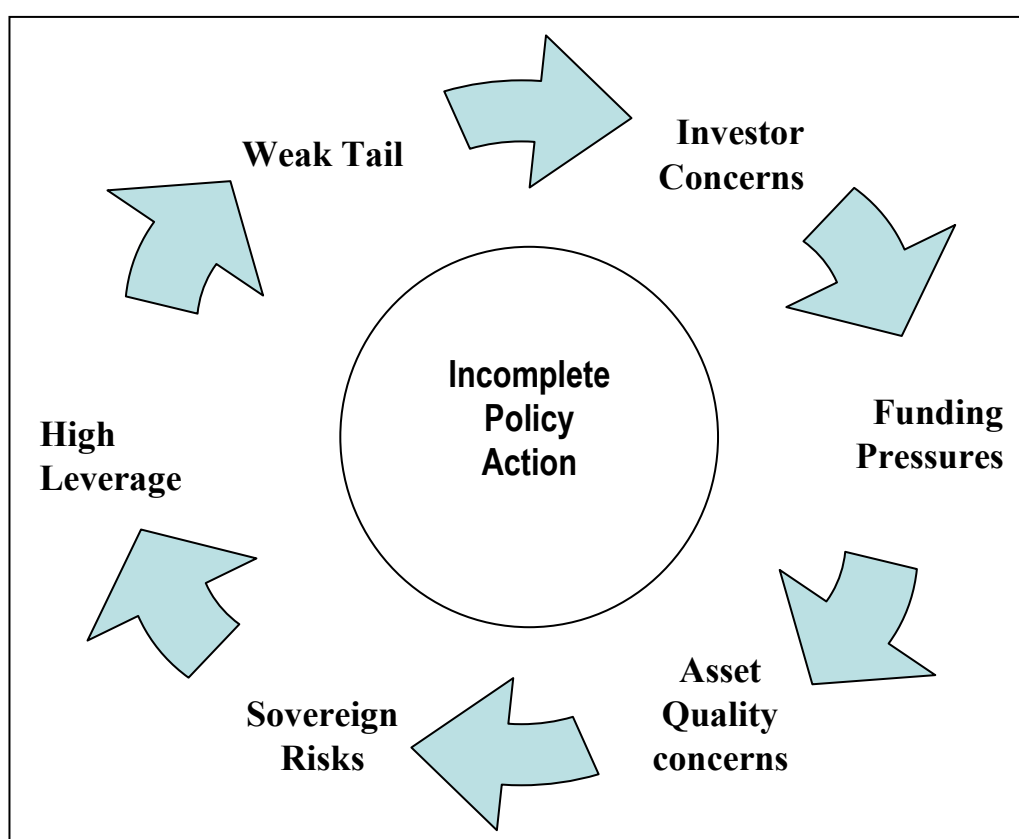 Weak Tail
Investor
Concerns
Funding
Pressures
Asset
Quality
concerns
Sovereign
Risks
High
Leverage
Incomplete
Policy
Action